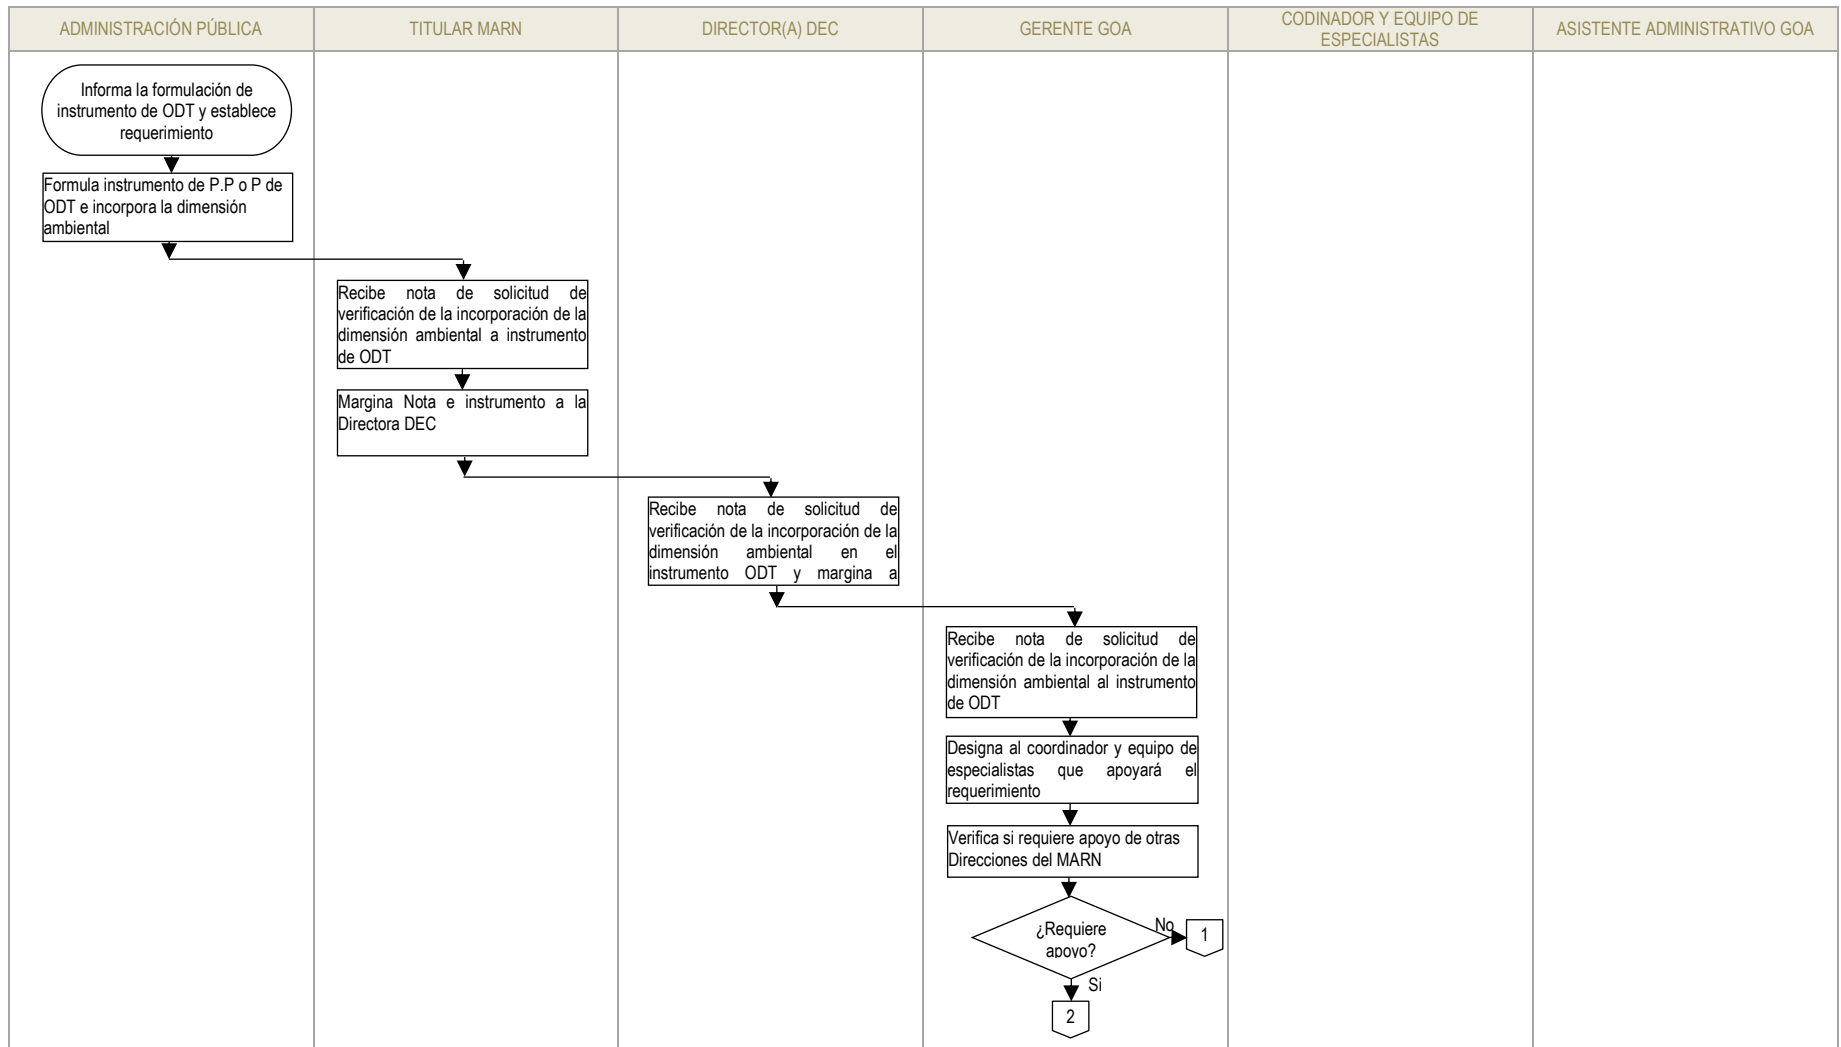 ADMINISTRACIÓN PÚBLICA
TITULAR MARN
DIRECTOR(A) DEC
GERENTE GOA
CODINADOR Y EQUIPO DE
ESPECIALISTAS
ASISTENTE ADMINISTRATIVO GOA
Informa la formulación de
instrumento de ODT y establece
requerimiento
Formula instrumento de P.P o P de
ODT e incorpora la dimensión
ambiental
Recibe nota de solicitud de
verificación de la incorporación de la
dimensión ambiental a instrumento
de ODT
Margina Nota e instrumento a la
Directora DEC
Recibe nota de solicitud de
verificación de la incorporación de la
dimensión ambiental en el
instrumento ODT y margina a
Recibe nota de solicitud de
verificación de la incorporación de la
dimensión ambiental al instrumento
de ODT
Designa al coordinador y equipo de
especialistas que apoyará el
requerimiento
Verifica si requiere apoyo de otras
Direcciones del MARN
¿Requiere
apoyo?
No
1
Si
2